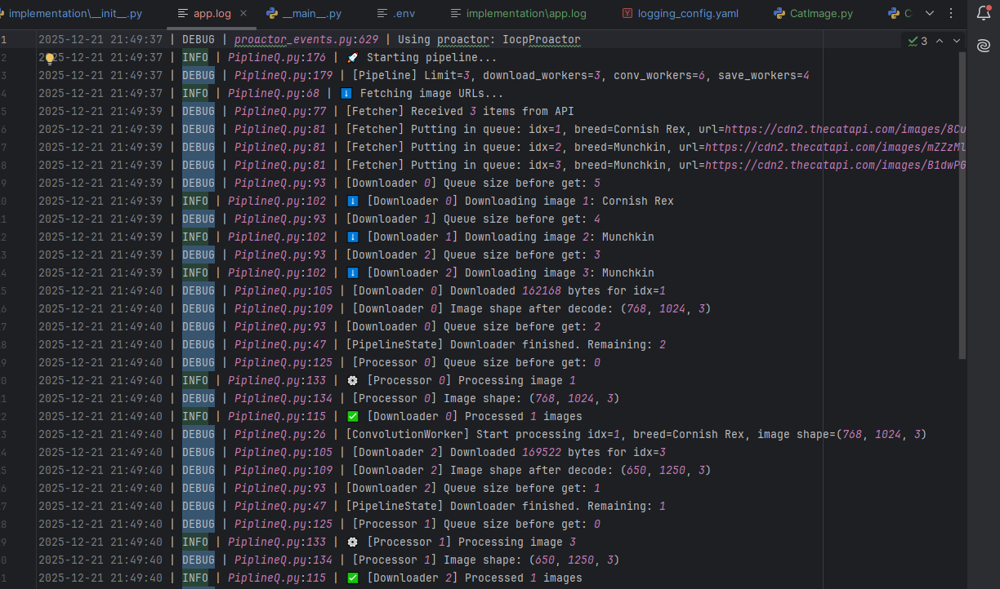 implementation\__init__.py app.log × __main__.py .env implementation\app.log logging_config.yaml CatImage.py
2025-12-21 21:49:37 | DEBUG | proactor_events.py:629 | Using proactor: IocpProactor 3
2025-12-21 21:49:37 | INFO | PiplineQ.py:176 | 🚀 Starting pipeline...
2025-12-21 21:49:37 | DEBUG | PiplineQ.py:179 | [Pipeline] Limit=3, download_workers=3, conv_workers=6, save_workers=4
2025-12-21 21:49:37 | INFO | PiplineQ.py:68 | ⬇ Fetching image URLs...
2025-12-21 21:49:39 | DEBUG | PiplineQ.py:77 | [Fetcher] Received 3 items from API
2025-12-21 21:49:39 | DEBUG | PiplineQ.py:81 | [Fetcher] Putting in queue: idx=1, breed=Cornish Rex, url=https://cdn2.thecatapi.com/images/8Cu
2025-12-21 21:49:39 | DEBUG | PiplineQ.py:81 | [Fetcher] Putting in queue: idx=2, breed=Munchkin, url=https://cdn2.thecatapi.com/images/mZZzMl
2025-12-21 21:49:39 | DEBUG | PiplineQ.py:81 | [Fetcher] Putting in queue: idx=3, breed=Munchkin, url=https://cdn2.thecatapi.com/images/B1dwPG
2025-12-21 21:49:39 | DEBUG | PiplineQ.py:93 | [Downloader 0] Queue size before get: 5
2025-12-21 21:49:39 | INFO | PiplineQ.py:102 | ⬇ [Downloader 0] Downloading image 1: Cornish Rex
2025-12-21 21:49:39 | DEBUG | PiplineQ.py:93 | [Downloader 1] Queue size before get: 4
2025-12-21 21:49:39 | INFO | PiplineQ.py:102 | ⬇ [Downloader 1] Downloading image 2: Munchkin
2025-12-21 21:49:39 | DEBUG | PiplineQ.py:93 | [Downloader 2] Queue size before get: 3
2025-12-21 21:49:39 | INFO | PiplineQ.py:102 | ⬇ [Downloader 2] Downloading image 3: Munchkin
2025-12-21 21:49:40 | DEBUG | PiplineQ.py:105 | [Downloader 0] Downloaded 162168 bytes for idx=1
2025-12-21 21:49:40 | DEBUG | PiplineQ.py:109 | [Downloader 0] Image shape after decode: (768, 1024, 3)
2025-12-21 21:49:40 | DEBUG | PiplineQ.py:93 | [Downloader 0] Queue size before get: 2
2025-12-21 21:49:40 | DEBUG | PiplineQ.py:47 | [PipelineState] Downloader finished. Remaining: 2
2025-12-21 21:49:40 | DEBUG | PiplineQ.py:125 | [Processor 0] Queue size before get: 0
2025-12-21 21:49:40 | INFO | PiplineQ.py:133 | ⚙ [Processor 0] Processing image 1
2025-12-21 21:49:40 | DEBUG | PiplineQ.py:134 | [Processor 0] Image shape: (768, 1024, 3)
2025-12-21 21:49:40 | INFO | PiplineQ.py:115 | ✅ [Downloader 0] Processed 1 images
2025-12-21 21:49:40 | DEBUG | PiplineQ.py:26 | [ConvolutionWorker] Start processing idx=1, breed=Cornish Rex, image shape=(768, 1024, 3)
2025-12-21 21:49:40 | DEBUG | PiplineQ.py:105 | [Downloader 2] Downloaded 169522 bytes for idx=3
2025-12-21 21:49:40 | DEBUG | PiplineQ.py:109 | [Downloader 2] Image shape after decode: (650, 1250, 3)
2025-12-21 21:49:40 | DEBUG | PiplineQ.py:93 | [Downloader 2] Queue size before get: 1
2025-12-21 21:49:40 | DEBUG | PiplineQ.py:47 | [PipelineState] Downloader finished. Remaining: 1
2025-12-21 21:49:40 | DEBUG | PiplineQ.py:125 | [Processor 1] Queue size before get: 0
2025-12-21 21:49:40 | INFO | PiplineQ.py:133 | ⚙ [Processor 1] Processing image 3
2025-12-21 21:49:40 | DEBUG | PiplineQ.py:134 | [Processor 1] Image shape: (650, 1250, 3)
2025-12-21 21:49:40 | INFO | PiplineQ.py:115 | ✅ [Downloader 2] Processed 1 images